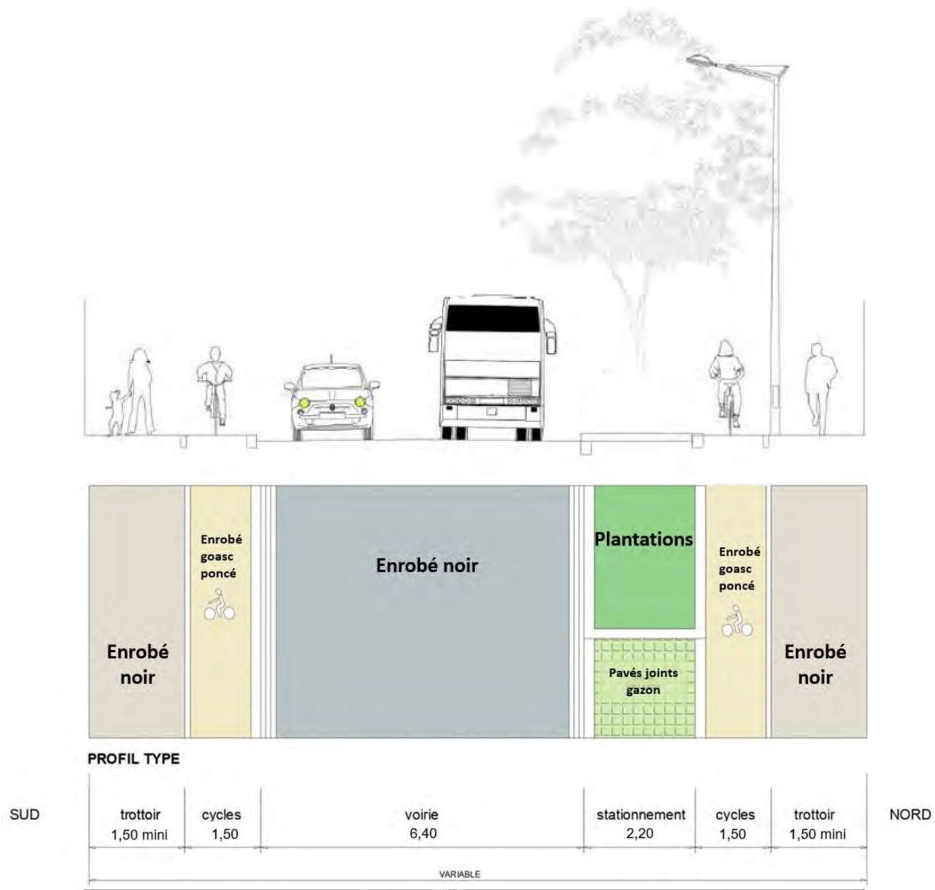 Enrobé
goasc
poncé
Enrobé noir
Plantations
Enrobé
goasc
poncé
Enrobé
noir
Pavés joints
gazon
Enrobé
noir
PROFIL TYPE
SUD
trottoir
1,50 mini
cycles
1,50
voirie
6,40
stationnement
2,20
cycles
1,50
trottoir
1,50 mini
NORD
VARIABLE